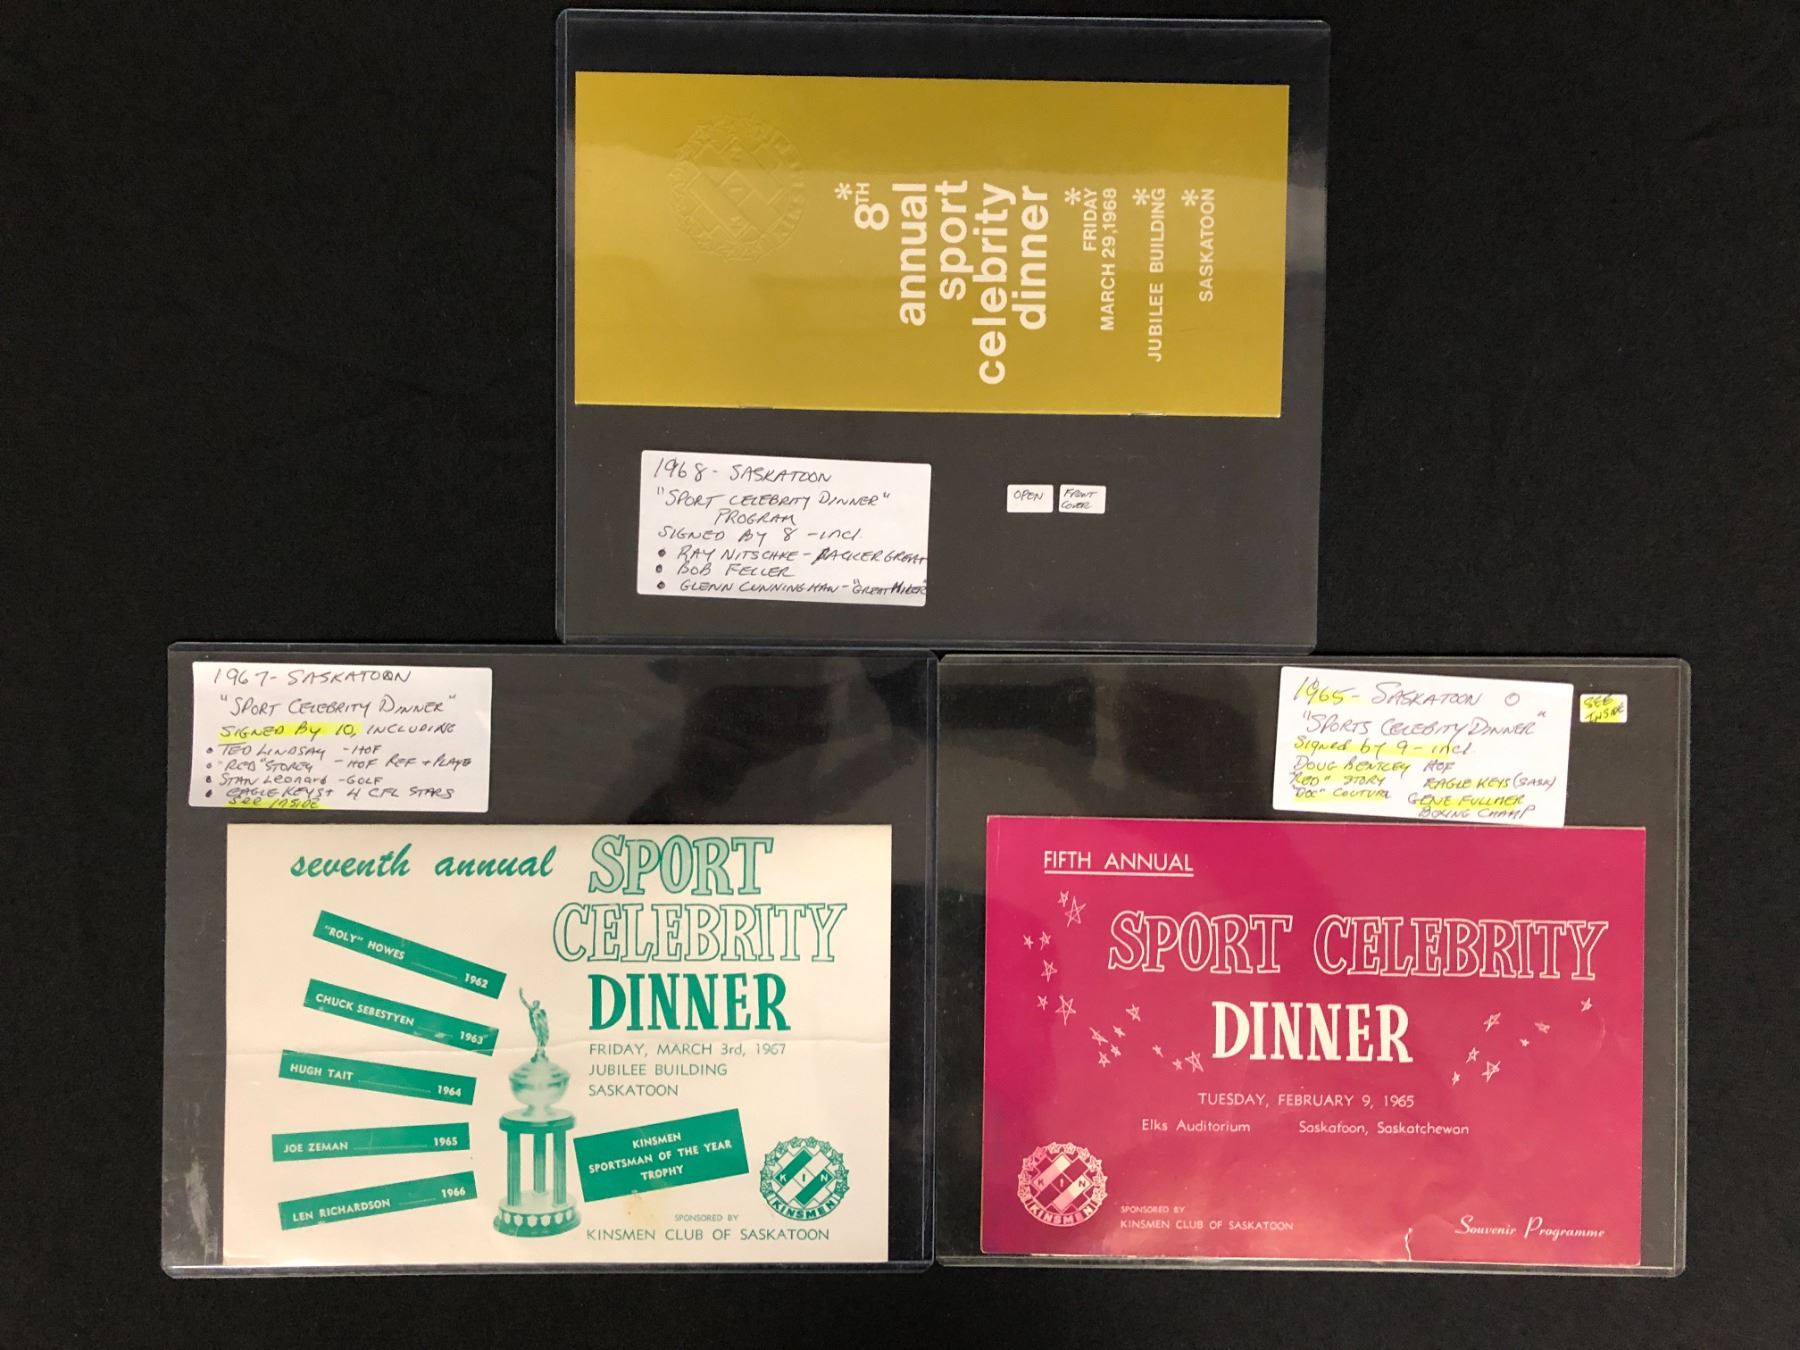 *
8TH
annual
sport
celebrity
dinner
*
FRIDAY
MARCH 29, 1968
*
JUBILEE BUILDING
*
SASKATOON
1968 - SASKATOON
"SPORT CELEBRITY DINNER"
PROGRAM
SIGNED BY 8 - incl.
• RAY NITSCHKE - PACKER GREAT
• BOB FELLER
• GLENN CUNNINGHAM - "GREAT MILER"
OPEN
FRONT
COVER
1967 - SASKATOON
"SPORT CELEBRITY DINNER"
SIGNED BY 10, INCLUDING
• TED LINDSAY - HOF
• "RED" STOREY - HOF REF + PLAYE
• STAN Leonard - GOLF
• EAGLE KEYS + 4 CFL STARS
SEE INSIDE
seventh annual SPORT
CELEBRITY
DINNER
FRIDAY, MARCH 3rd, 1967
JUBILEE BUILDING
SASKATOON
"ROLY" HOWES 1962
CHUCK SEBESTYEN 1963
HUGH TAIT 1964
JOE ZEMAN 1965
LEN RICHARDSON 1966
KINSMEN
SPORTSMAN OF THE YEAR
TROPHY
KIN
KINSMEN
SPONSORED BY
KINSMEN CLUB OF SASKATOON
1965 - SASKATOON
"SPORTS CELEBITY DINNER"
Signed by 9 - incl.
DOUG BENTLEY HOF
"RED" STORY EAGLE KEYS (SASK)
"DOC" COUTURE GENE FULLMER
BOXING CHAMP
SEE
INSIDE
FIFTH ANNUAL
SPORT CELEBRITY
DINNER
TUESDAY, FEBRUARY 9, 1965
Elks Auditorium Saskatoon, Saskatchewan
KIN
KINSMEN
SPONSORED BY
KINSMEN CLUB OF SASKATOON
Souvenir Programme